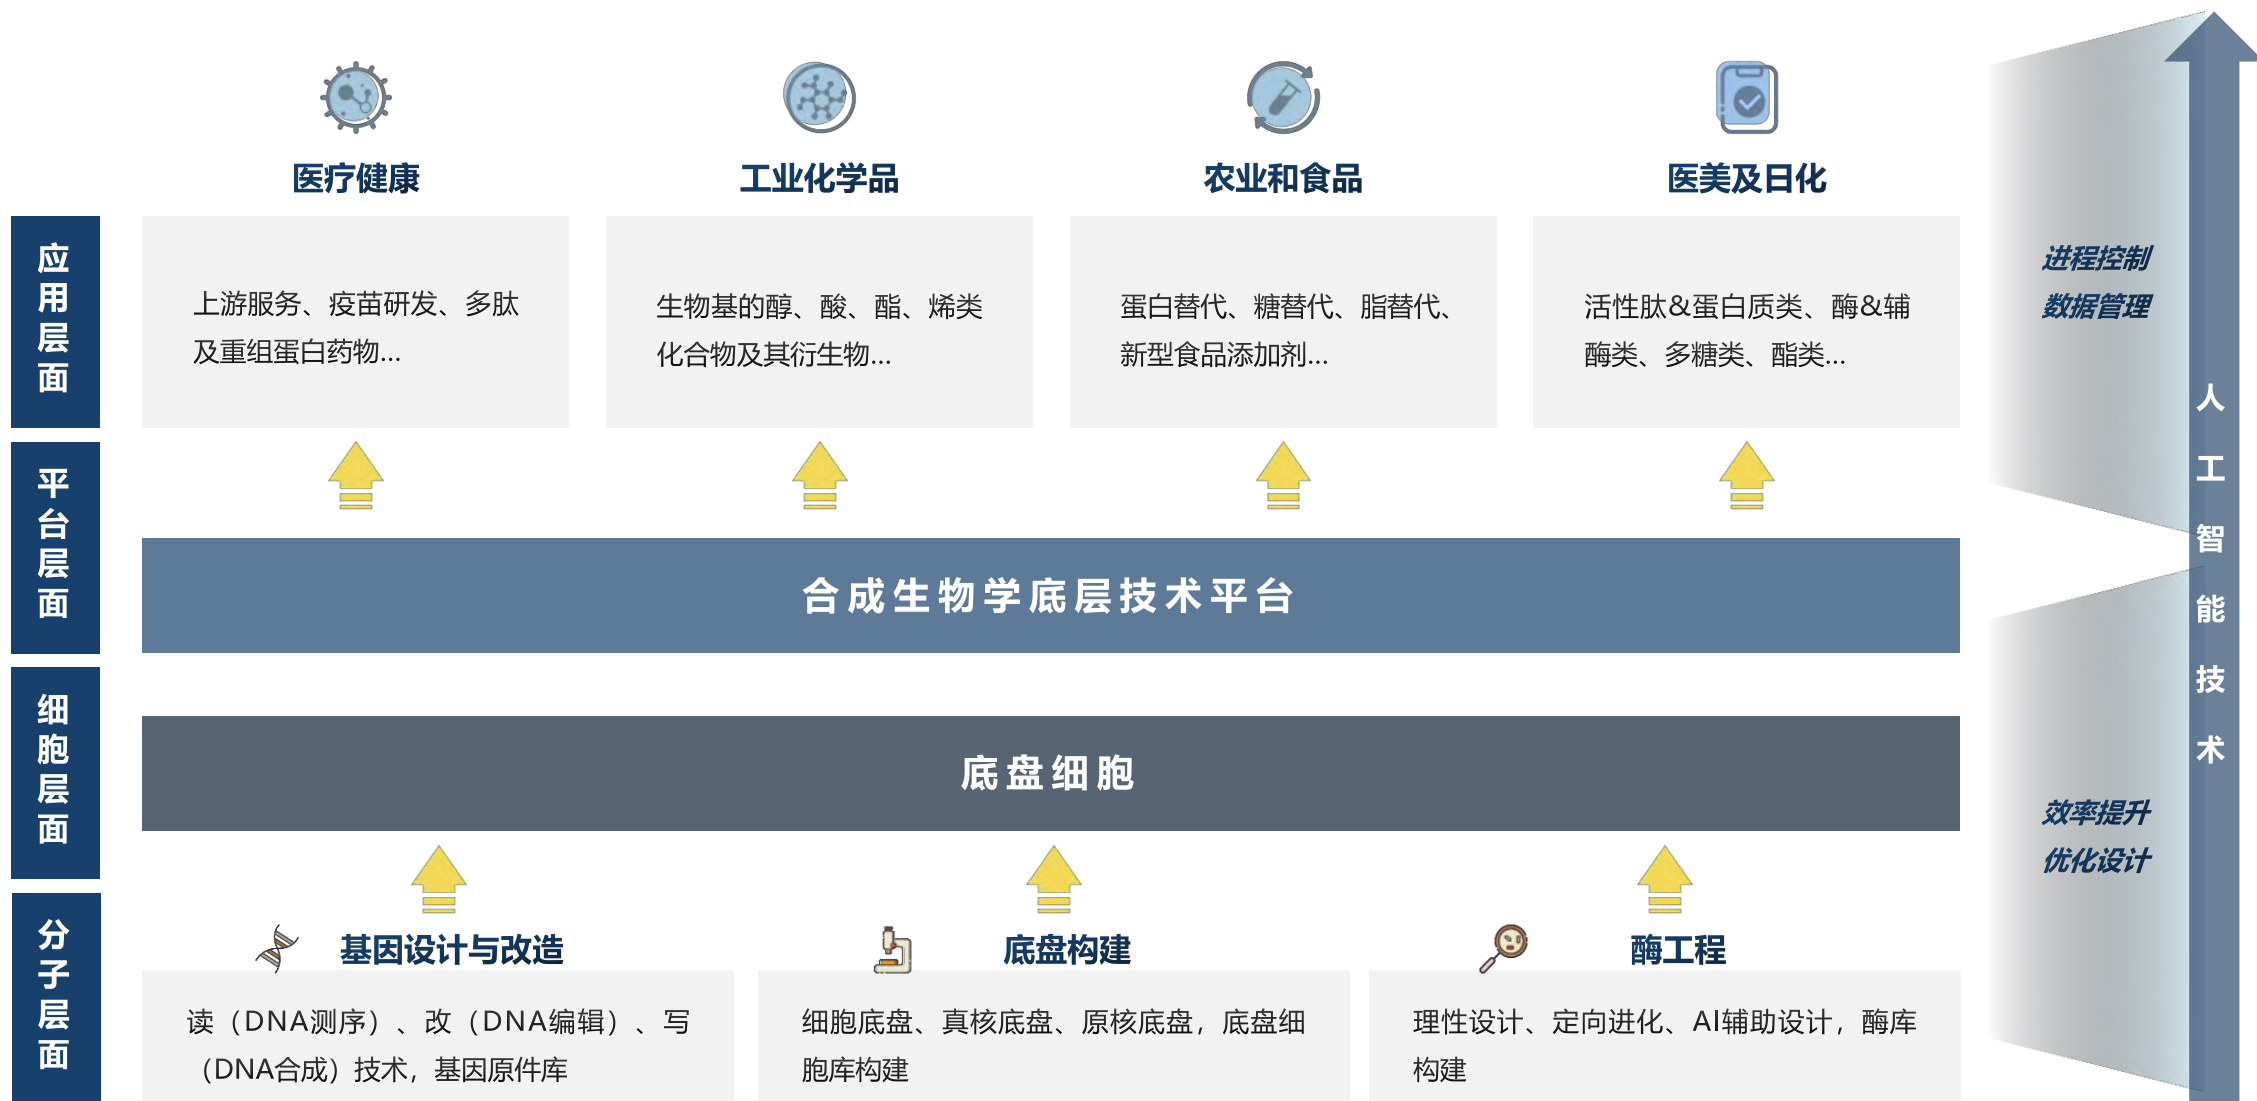 医疗健康
工业化学品
农业和食品
医美及日化
应用层面
上游服务、疫苗研发、多肽
及重组蛋白药物...
生物基的醇、酸、酯、烯类
化合物及其衍生物...
蛋白替代、糖替代、脂替代、
新型食品添加剂...
活性肽&蛋白质类、酶&辅
酶类、多糖类、酯类...
进程控制
数据管理
平台层面
合成生物学底层技术平台
人工智能技术
细胞层面
底盘细胞
效率提升
优化设计
分子层面
基因设计与改造
底盘构建
酶工程
读（DNA测序）、改（DNA编辑）、写
（DNA合成）技术，基因原件库
细胞底盘、真核底盘、原核底盘，底盘细
胞库构建
理性设计、定向进化、AI辅助设计，酶库
构建